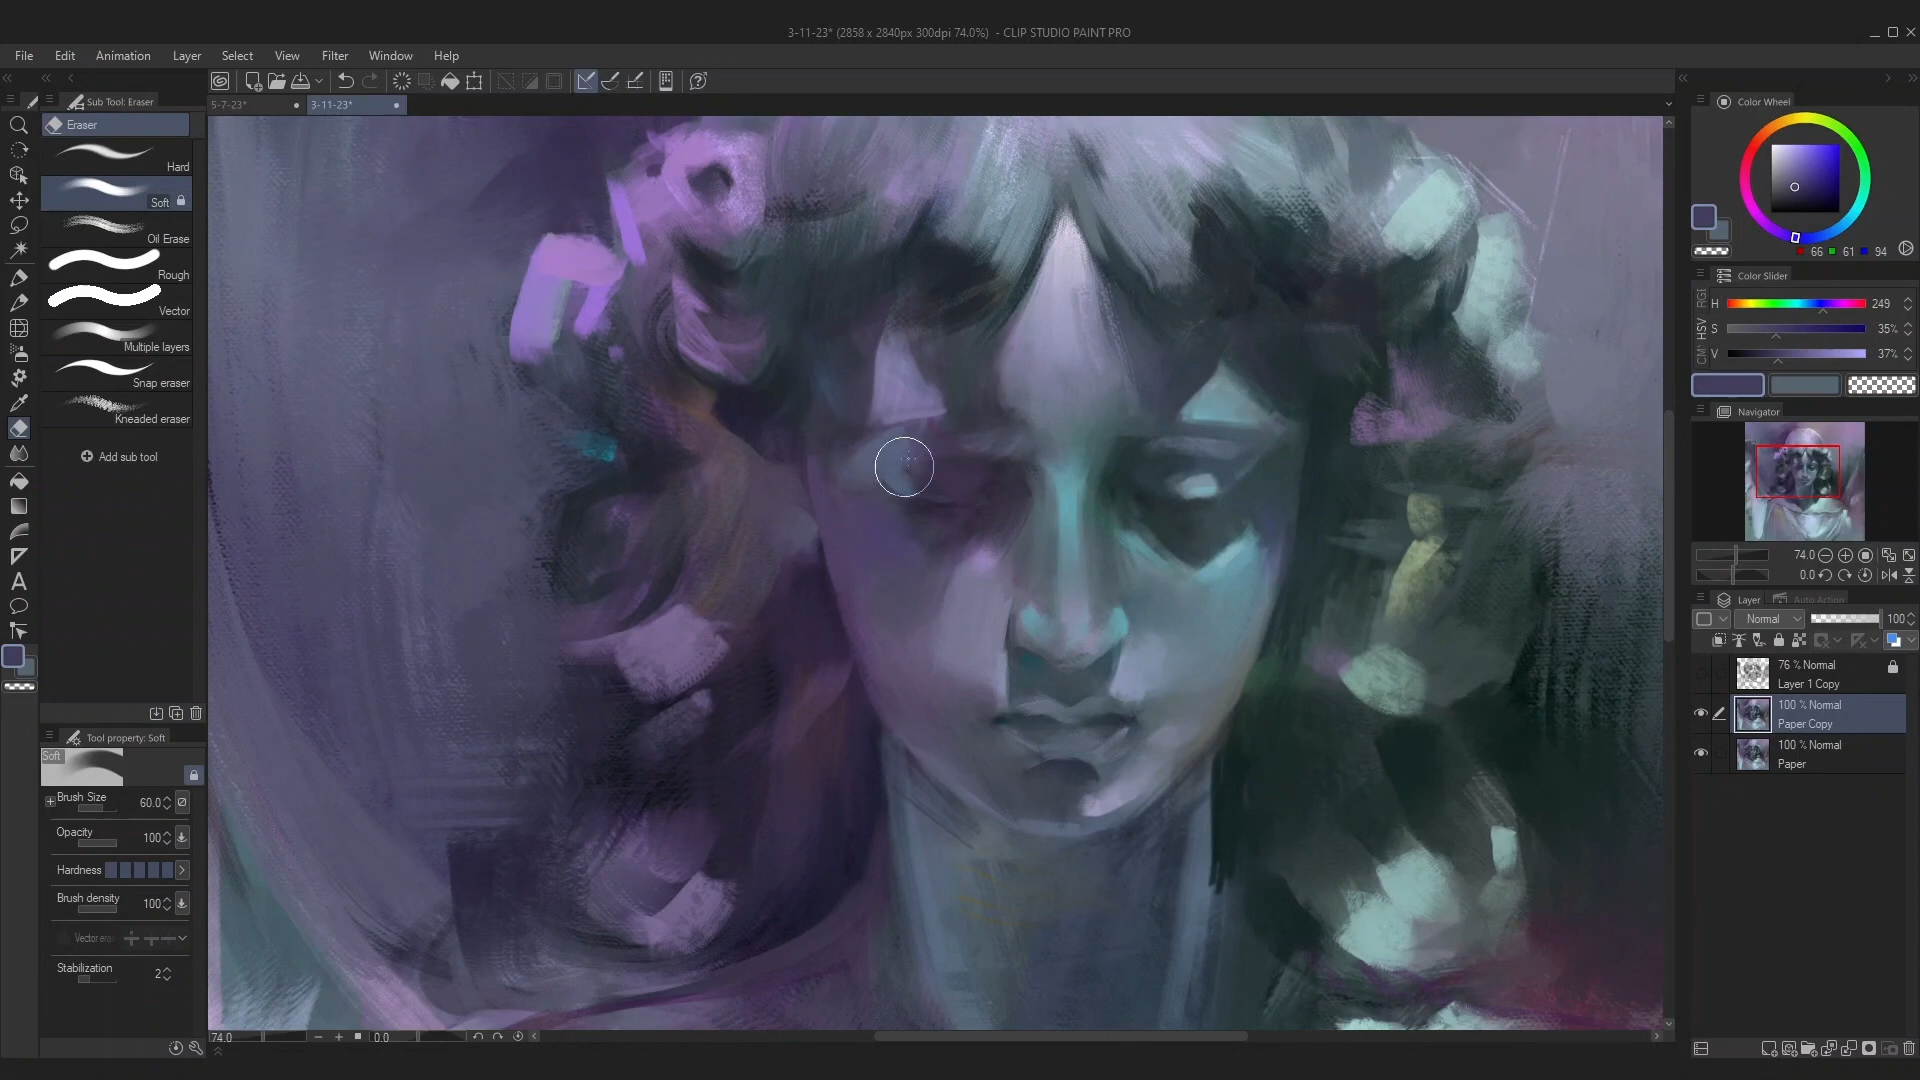 3-11-23* (2858 x 2840px 300dpi 74.0%) - CLIP STUDIO PAINT PRO
File Edit Animation Layer Select View Filter Window Help
Sub Tool: Eraser
5-7-23*
3-11-23*
Eraser
Hard
Soft
Oil Erase
Rough
Vector
Multiple layers
Snap eraser
Kneaded eraser
Add sub tool
Tool property: Soft
Soft
Brush Size 60.0
Opacity 100
Hardness
Brush density 100
Vector era
Stabilization 2
74.0
0.0
Color Wheel
66 61 94
Color Slider
H 249
S 35%
V 37%
HSV
Navigator
74.0
0.0
Layer Auto Action
Normal 100
76 % Normal
Layer 1 Copy
100 % Normal
Paper Copy
100 % Normal
Paper